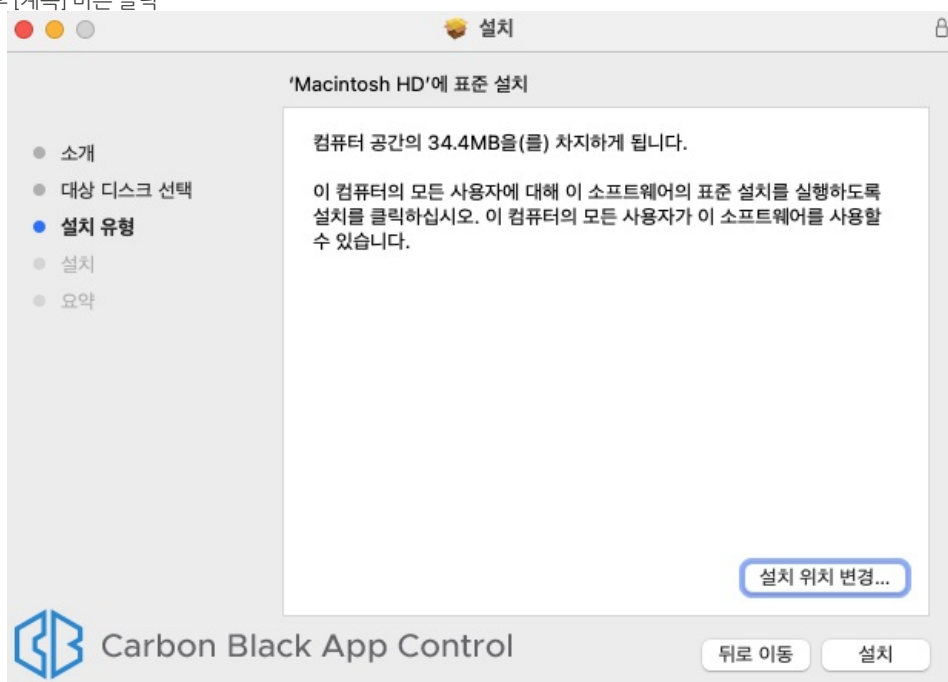 [계속] 버튼 클릭
설치
'Macintosh HD'에 표준 설치
소개
대상 디스크 선택
설치 유형
설치
요약
컴퓨터 공간의 34.4MB을(를) 차지하게 됩니다.
이 컴퓨터의 모든 사용자에 대해 이 소프트웨어의 표준 설치를 실행하도록
설치를 클릭하십시오. 이 컴퓨터의 모든 사용자가 이 소프트웨어를 사용할
수 있습니다.
설치 위치 변경...
Carbon Black App Control
뒤로 이동
설치